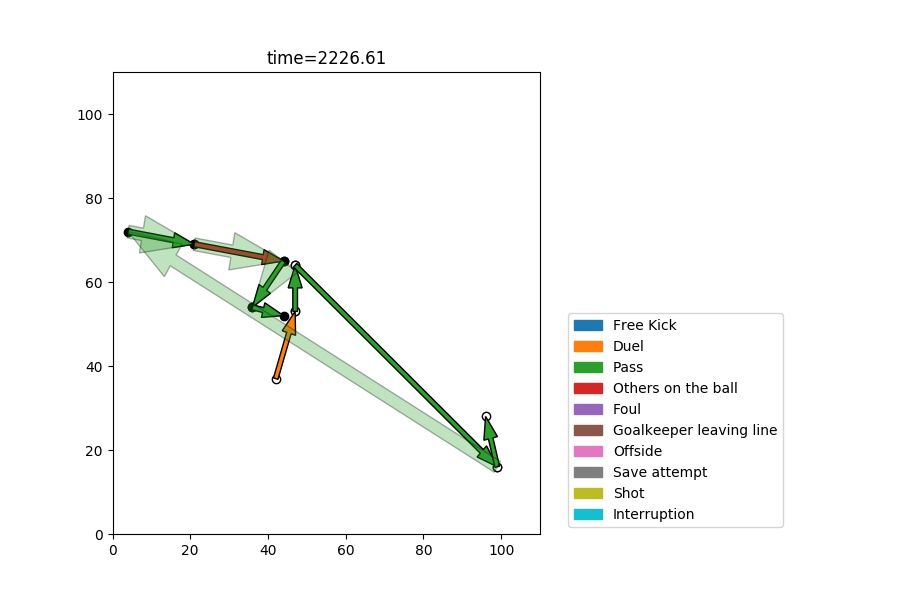 time=2226.61
100
80
60
40
20
0
0 20 40 60 80 100
Free Kick
Duel
Pass
Others on the ball
Foul
Goalkeeper leaving line
Offside
Save attempt
Shot
Interruption